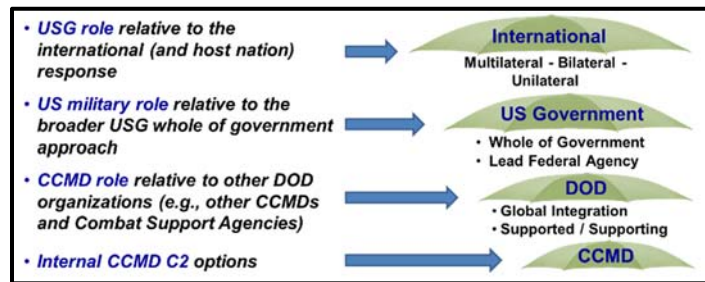 • USG role relative to the
international (and host nation)
response
International
Multilateral - Bilateral -
Unilateral
• US military role relative to the
broader USG whole of government
approach
US Government
• Whole of Government
• Lead Federal Agency
• CCMD role relative to other DOD
organizations (e.g., other CCMDs
and Combat Support Agencies)
DOD
• Global Integration
• Supported / Supporting
• Internal CCMD C2 options
CCMD